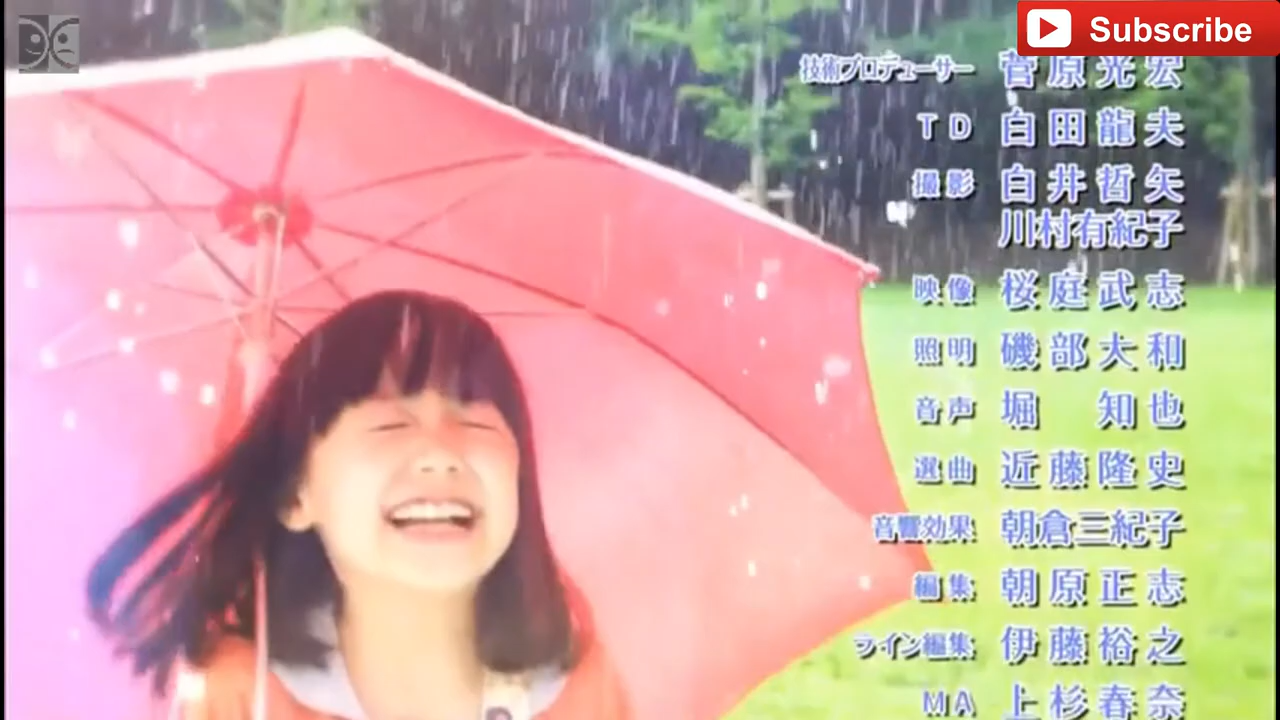 Subscribe
技術プロデューサー 菅原光宏
TD 白田龍夫
撮影 白井哲矢
川村有紀子
映像 桜庭武志
照明 磯部大和
音声 堀 知也
選曲 近藤隆史
音響効果 朝倉三紀子
編集 朝原正志
ライン編集 伊藤裕之
MA 上杉春奈